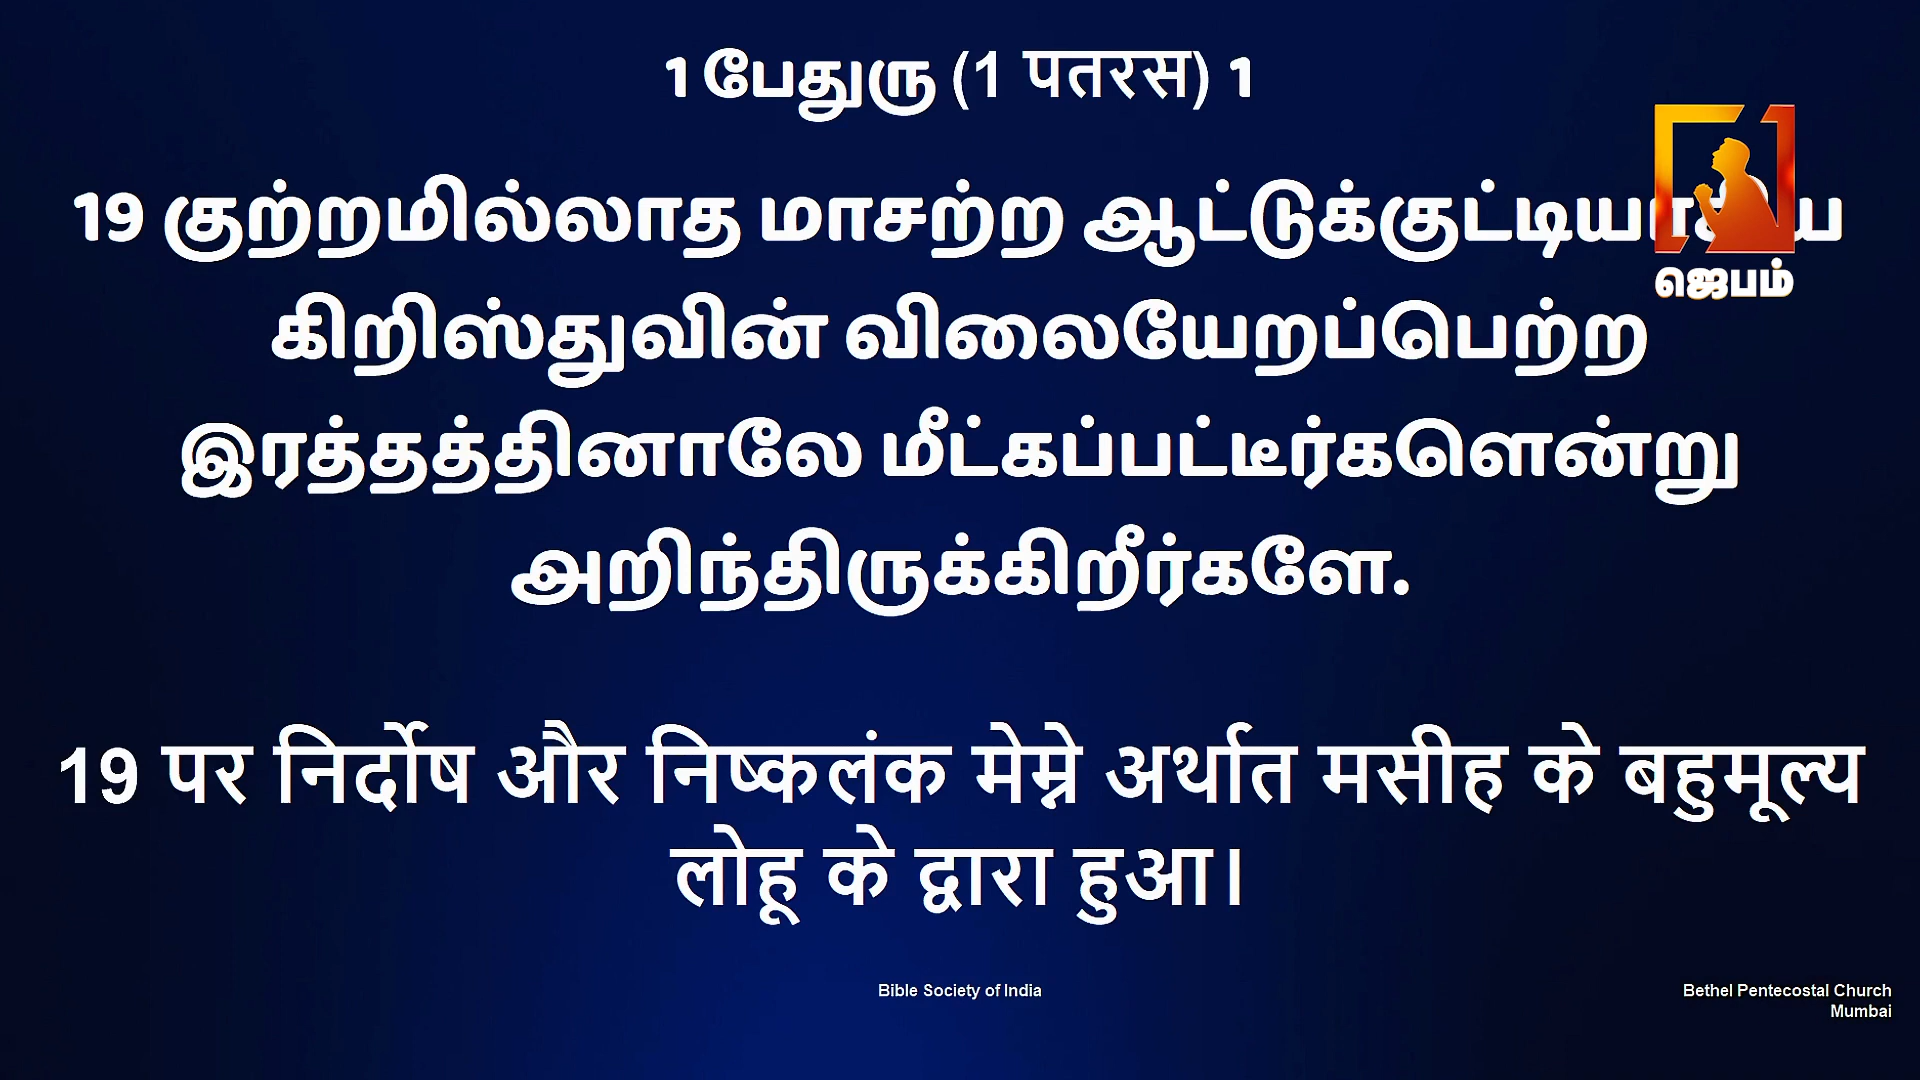 1 பேதுரு (1 पतरस) 1
19 குற்றமில்லாத மாசற்ற
ஜெபம்
கிறிஸ்துவின் விலையேறப்பெற்ற
இரத்தத்தினாலே மீட்கப்பட்டீர்களென்று
அறிந்திருக்கிறீர்களே.
19 पर निर्दोष और निष्कलंक मेम्ने अर्थात मसीह के बहुमूल्य
लोहू के द्वारा हुआ।
Bible Society of India
Bethel Pentecostal Church
Mumbai